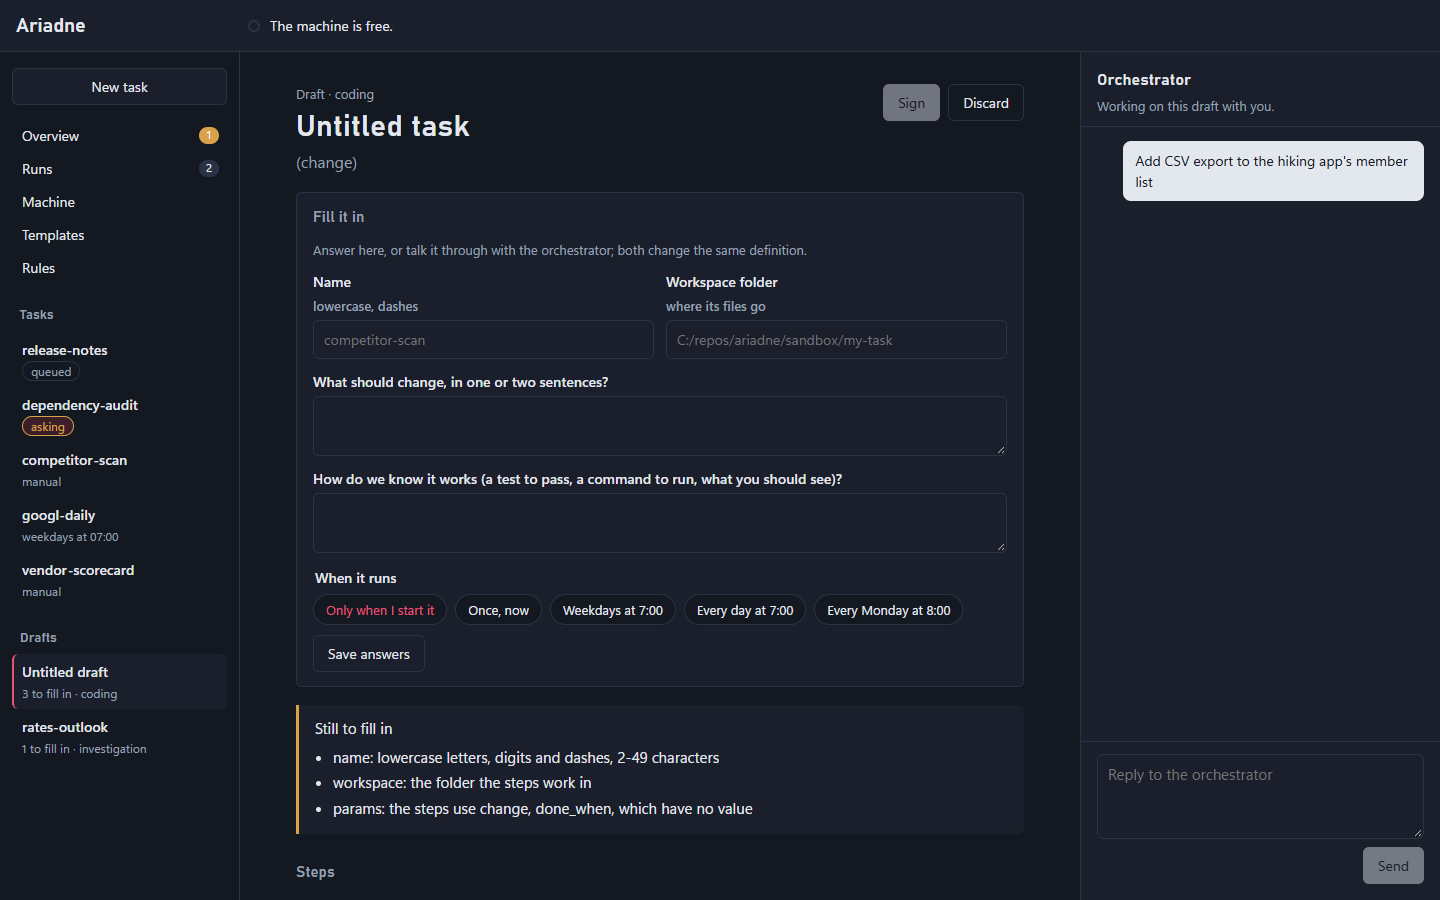 Ariadne
The machine is free.
New task
Overview 1
Runs 2
Machine
Templates
Rules
Tasks
release-notes
queued
dependency-audit
asking
competitor-scan
manual
googl-daily
weekdays at 07:00
vendor-scorecard
manual
Drafts
Untitled draft
3 to fill in · coding
rates-outlook
1 to fill in · investigation
Draft · coding
Untitled task
(change)
Sign
Discard
Fill it in
Answer here, or talk it through with the orchestrator; both change the same definition.
Name
lowercase, dashes
competitor-scan
Workspace folder
where its files go
C:/repos/ariadne/sandbox/my-task
What should change, in one or two sentences?
How do we know it works (a test to pass, a command to run, what you should see)?
When it runs
Only when I start it
Once, now
Weekdays at 7:00
Every day at 7:00
Every Monday at 8:00
Save answers
Still to fill in
• name: lowercase letters, digits and dashes, 2-49 characters
• workspace: the folder the steps work in
• params: the steps use change, done_when, which have no value
Steps
Orchestrator
Working on this draft with you.
Add CSV export to the hiking app's member
list
Reply to the orchestrator
Send